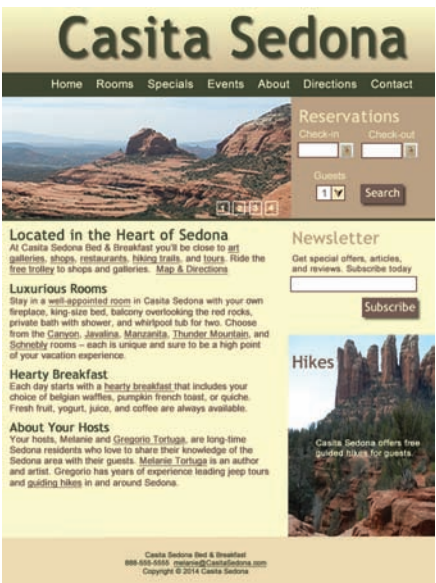 Casita Sedona
Home Rooms Specials Events About Directions Contact
Reservations
Check-in Check-out
Guests
1
Search
1 2 3 4
Located in the Heart of Sedona
At Casita Sedona Bed & Breakfast you'll be close to art
galleries, shops, restaurants, hiking trails, and tours. Ride the
free trolley to shops and galleries. Map & Directions
Luxurious Rooms
Stay in a well-appointed room in Casita Sedona with your own
fireplace, king-size bed, balcony overlooking the red rocks,
private bath with shower, and whirlpool tub for two. Choose
from the Canyon, Javalina, Manzanita, Thunder Mountain, and
Schnebly rooms – each is unique and sure to be a high point
of your vacation experience.
Hearty Breakfast
Each day starts with a hearty breakfast that includes your
choice of belgian waffles, pumpkin french toast, or quiche.
Fresh fruit, yogurt, juice, and coffee are always available.
About Your Hosts
Your hosts, Melanie and Gregorio Tortuga, are long-time
Sedona residents who love to share their knowledge of the
Sedona area with their guests. Melanie Tortuga is an author
and artist. Gregorio has years of experience leading jeep tours
and guiding hikes in and around Sedona.
Newsletter
Get special offers, articles,
and reviews. Subscribe today
Subscribe
Hikes
Casita Sedona offers free
guided hikes for guests.
Casita Sedona Bed & Breakfast
888-555-5555 melanie@CasitaSedona.com
Copyright © 2014 Casita Sedona